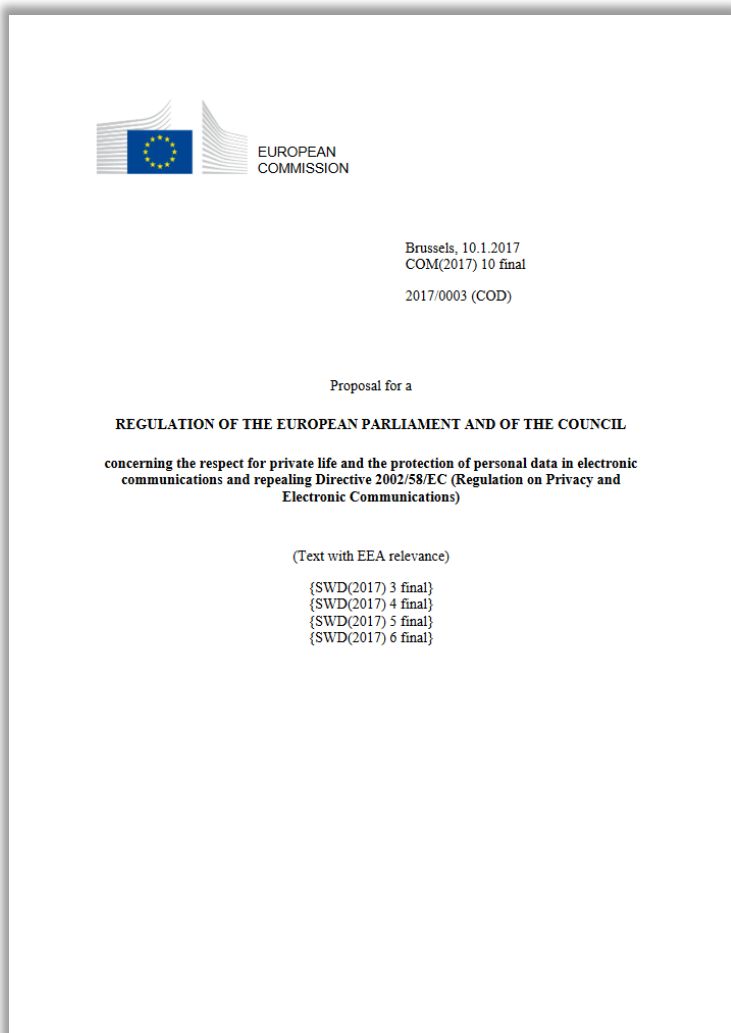 EUROPEAN
COMMISSION
Brussels, 10.1.2017
COM(2017) 10 final
2017/0003 (COD)
Proposal for a
REGULATION OF THE EUROPEAN PARLIAMENT AND OF THE COUNCIL
concerning the respect for private life and the protection of personal data in electronic
communications and repealing Directive 2002/58/EC (Regulation on Privacy and
Electronic Communications)
(Text with EEA relevance)
{SWD(2017) 3 final}
{SWD(2017) 4 final}
{SWD(2017) 5 final}
{SWD(2017) 6 final}